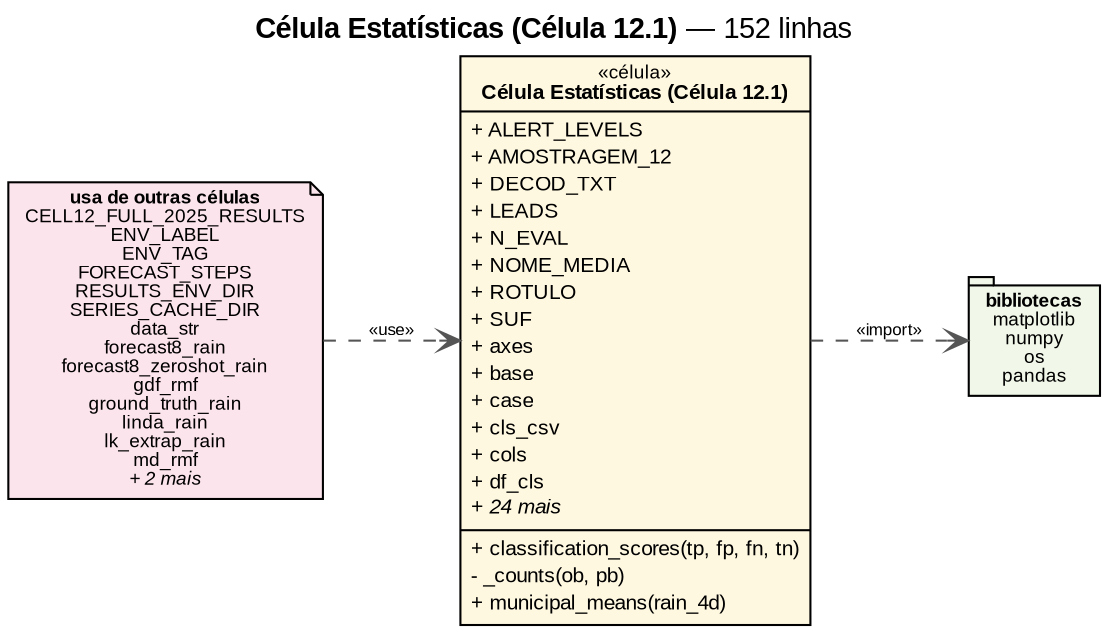 Célula Estatísticas (Célula 12.1) — 152 linhas
usa de outras células
CELL12_FULL_2025_RESULTS
ENV_LABEL
ENV_TAG
FORECAST_STEPS
RESULTS_ENV_DIR
SERIES_CACHE_DIR
data_str
forecast8_rain
forecast8_zeroshot_rain
gdf_rmf
ground_truth_rain
linda_rain
lk_extrap_rain
md_rmf
+ 2 mais
«use»
«célula»
Célula Estatísticas (Célula 12.1)
+ ALERT_LEVELS
+ AMOSTRAGEM_12
+ DECOD_TXT
+ LEADS
+ N_EVAL
+ NOME_MEDIA
+ ROTULO
+ SUF
+ axes
+ base
+ case
+ cls_csv
+ cols
+ df_cls
+ 24 mais
+ classification_scores(tp, fp, fn, tn)
- _counts(ob, pb)
+ municipal_means(rain_4d)
«import»
bibliotecas
matplotlib
numpy
os
pandas